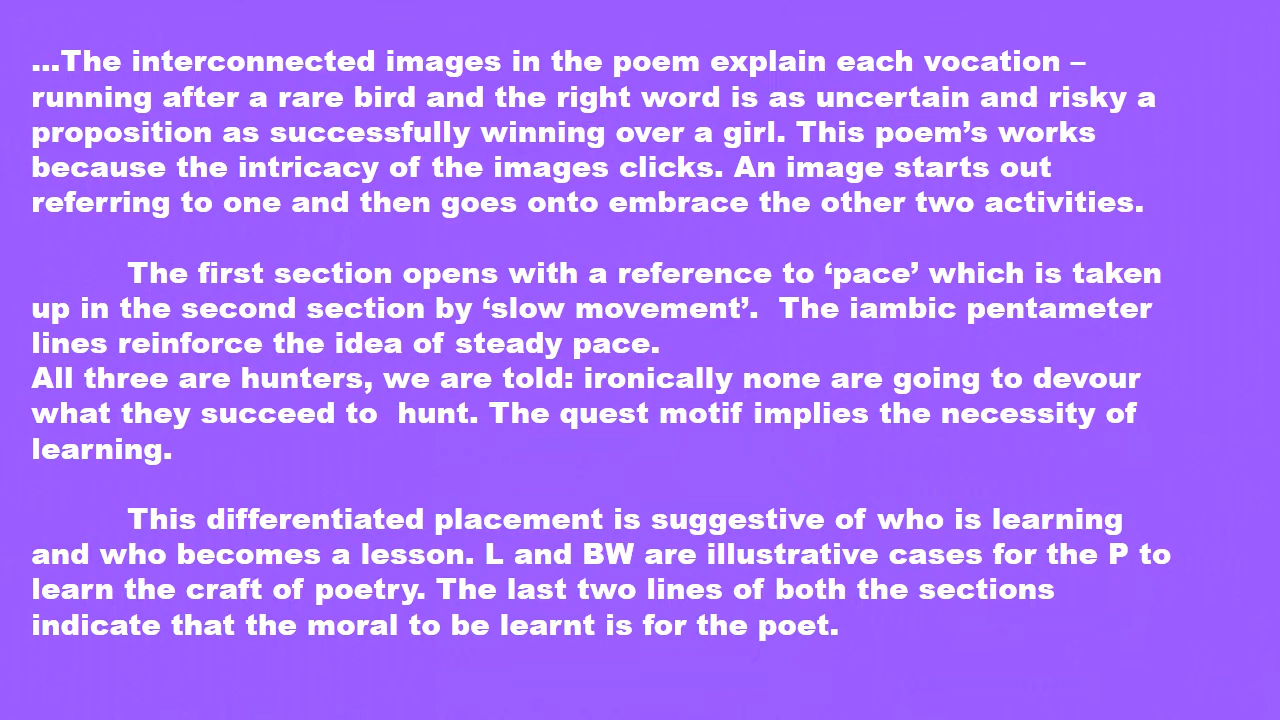 ...The interconnected images in the poem explain each vocation –
running after a rare bird and the right word is as uncertain and risky a
proposition as successfully winning over a girl. This poem’s works
because the intricacy of the images clicks. An image starts out
referring to one and then goes onto embrace the other two activities.
The first section opens with a reference to ‘pace’ which is taken
up in the second section by ‘slow movement’.  The iambic pentameter
lines reinforce the idea of steady pace.
All three are hunters, we are told: ironically none are going to devour
what they succeed to  hunt. The quest motif implies the necessity of
learning.
This differentiated placement is suggestive of who is learning
and who becomes a lesson. L and BW are illustrative cases for the P to
learn the craft of poetry. The last two lines of both the sections
indicate that the moral to be learnt is for the poet.